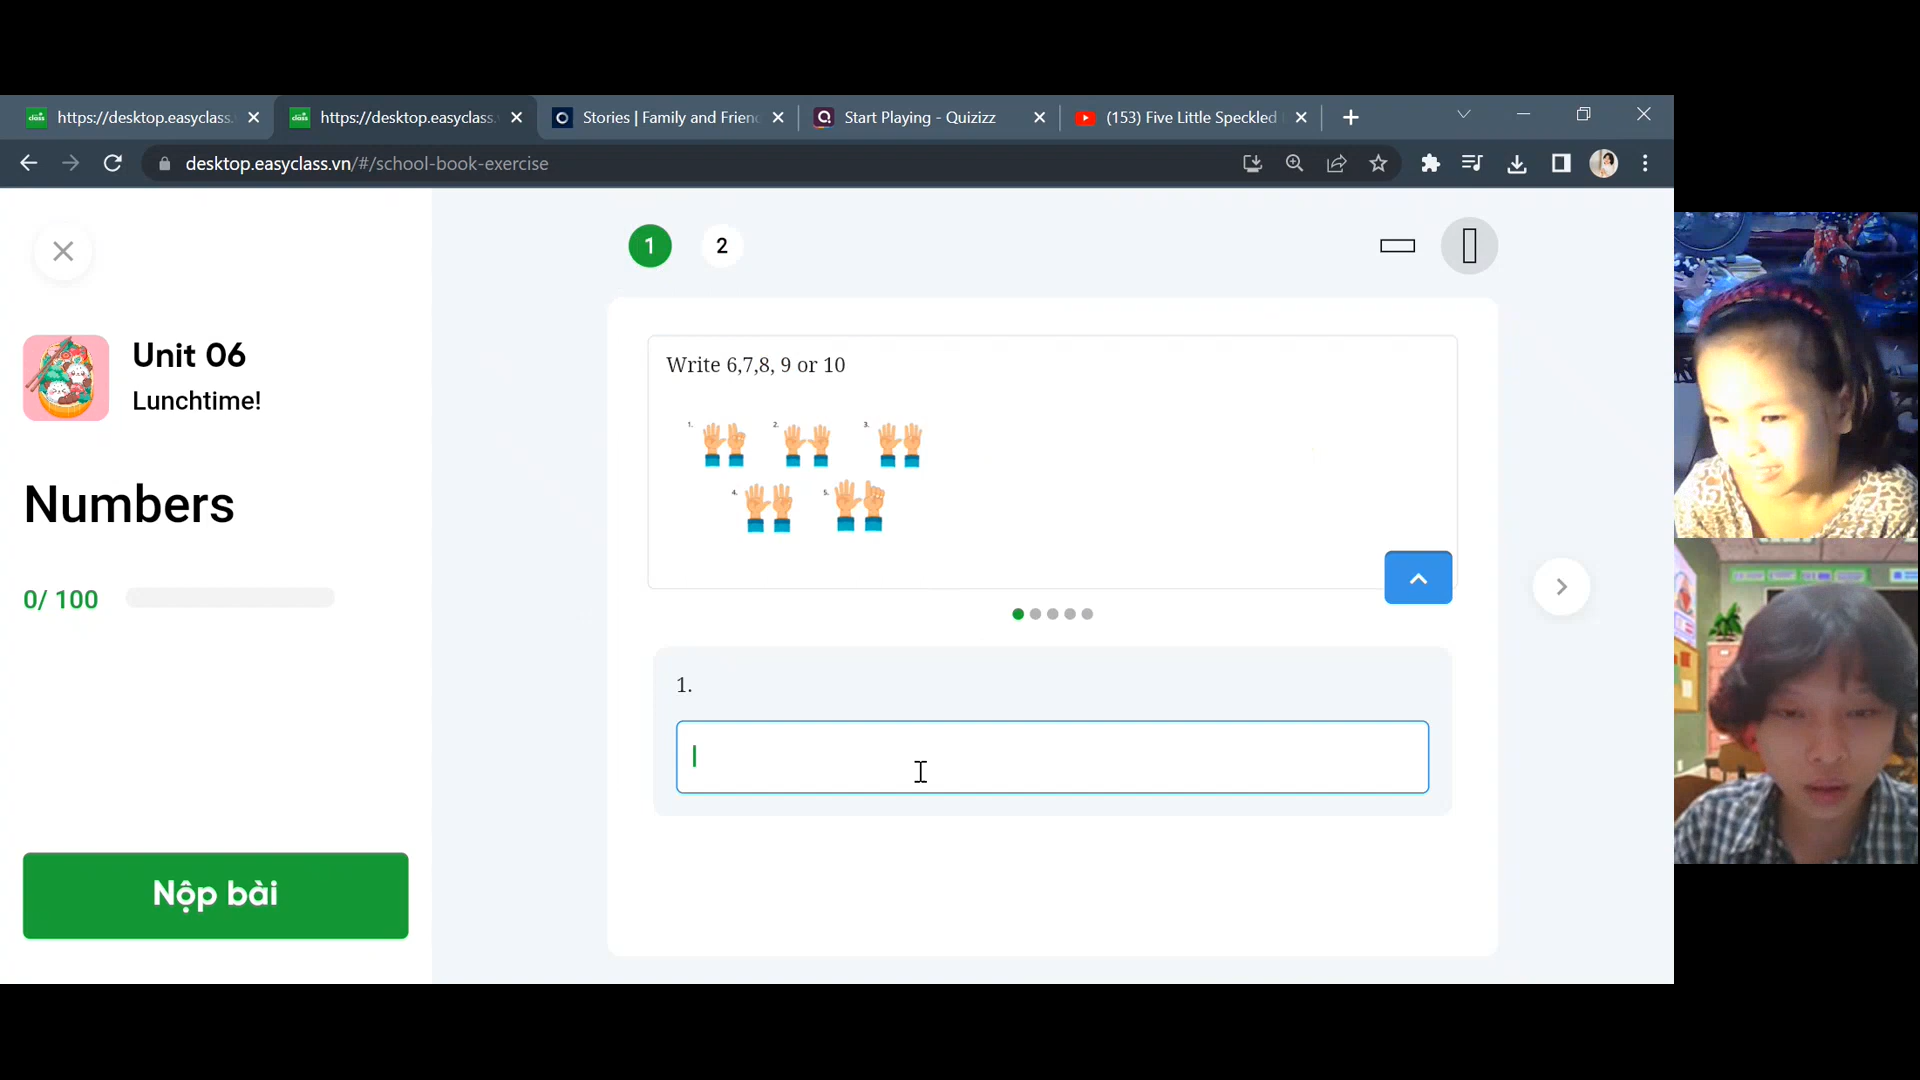 https://desktop.easyclass.
https://desktop.easyclass.
Stories | Family and Frien
Start Playing - Quizizz
(153) Five Little Speckled
desktop.easyclass.vn/#/school-book-exercise
1
2
Unit 06
Lunchtime!
Numbers
0/ 100
Nộp bài
Write 6,7,8, 9 or 10
1.
2.
3.
4.
5.
1.